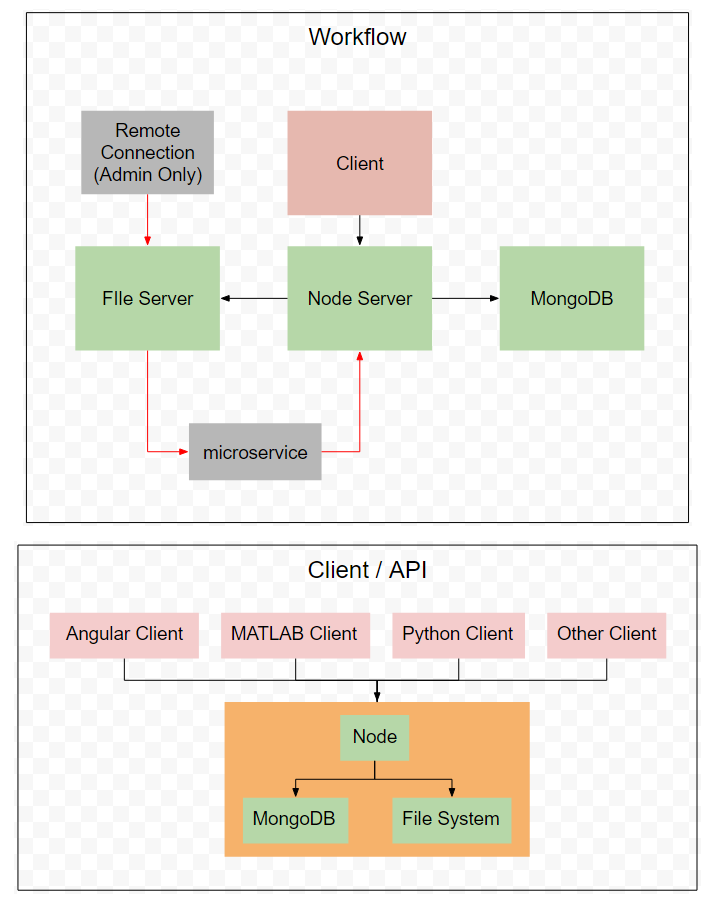 Workflow
Remote
Connection
(Admin Only)
Client
FIle Server
Node Server
MongoDB
microservice
Client / API
Angular Client
MATLAB Client
Python Client
Other Client
Node
MongoDB
File System